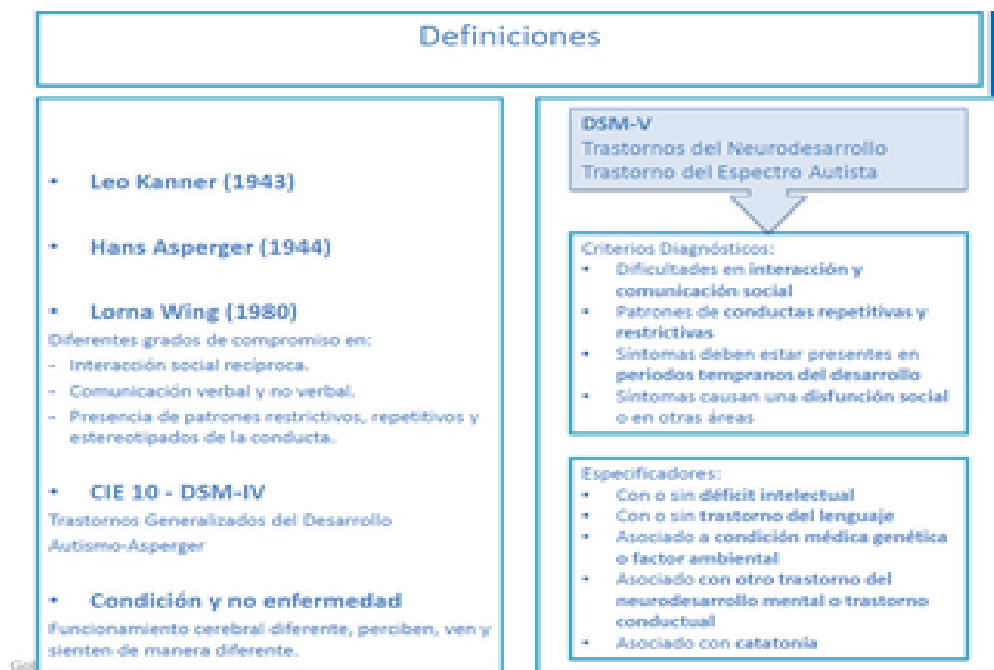 Definiciones
• Leo Kanner (1943)
• Hans Asperger (1944)
• Lorna Wing (1980)
Diferentes grados de compromiso en:
- Interacción social recíproca.
- Comunicación verbal y no verbal.
- Presencia de patrones restrictivos, repetitivos y
estereotipados de la conducta.
• CIE 10 - DSM-IV
Trastornos Generalizados del Desarrollo
Autismo-Asperger
• Condición y no enfermedad
Funcionamiento cerebral diferente, perciben, ven y
sienten de manera diferente.
DSM-V
Trastornos del Neurodesarrollo
Trastorno del Espectro Autista
Criterios Diagnósticos:
• Dificultades en interacción y
comunicación social
• Patrones de conductas repetitivas y
restrictivas
• Síntomas deben estar presentes en
periodos tempranos del desarrollo
• Síntomas causan una disfunción social
o en otras áreas
Especificadores:
• Con o sin déficit intelectual
• Con o sin trastorno del lenguaje
• Asociado a condición médica genética
o factor ambiental
• Asociado con otro trastorno del
neurodesarrollo mental o trastorno
conductual
• Asociado con catatonía